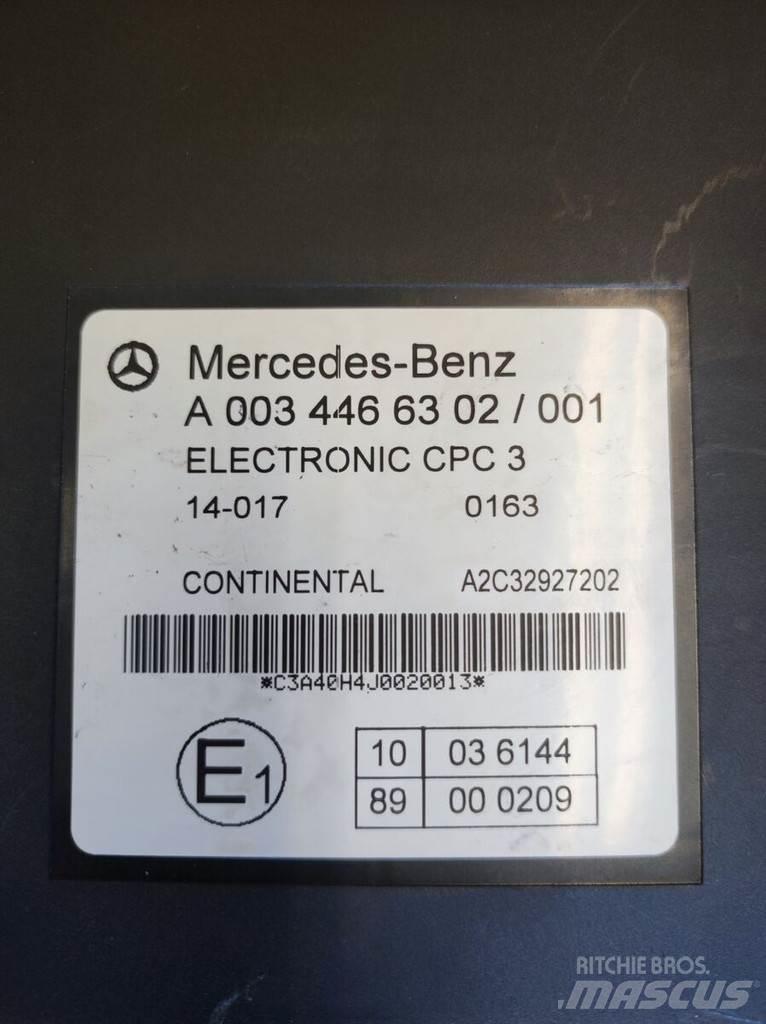 Mercedes-Benz
A 003 446 63 02 / 001
ELECTRONIC CPC 3
14-017 0163
CONTINENTAL A2C32927202
*C3A40H4J0020013*
E1
10 03 6144
89 00 0209
RITCHIE BROS.
MASCUS